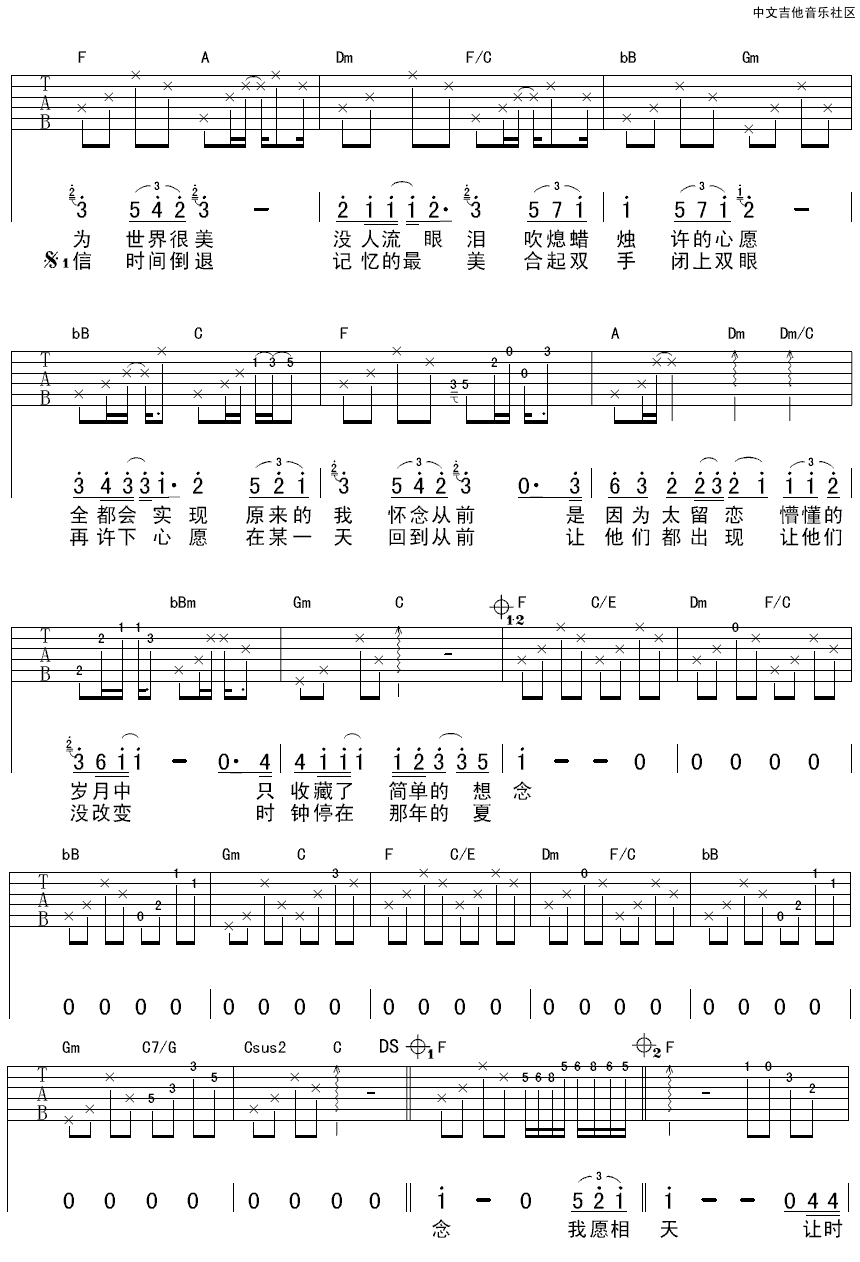 中文吉他音乐社区
F A Dm F/C bB Gm
T
A
B
2 3 5 4 2 2 3 - 2 1 1 1 2· 2 3 5 7 1 1 5 7 1 1 2 -
为 世界很美 没人流 眼 泪 吹熄蜡 烛 许的心愿
1信 时间倒退 记忆的最 美 合起双 手 闭上双眼
bB C F A Dm Dm/C
T
A
B
1 3 5 3 5 2 0 0 3
3 4 3 3 1· 2 5 2 1 2 3 5 4 2 2 3 0· 3 6 3 2 2 3 2 1 1 1 2
全都会 实 现 原来的 我 怀念从前 是 因为太留恋 懵懂的
再许下 心 愿 在某一 天 回到从前 让 他们都出现 让他们
bBm Gm C 1.2 F C/E Dm F/C
T
A
B
2 2 1 1 3 - 0
2 3 6 1 1 - 0· 4 4 1 1 1 1 2 3 3 5 1 - - 0 0 0 0 0
岁月中 只 收藏了 简单的 想 念
没改变 时 钟停在 那年的 夏
bB Gm C F C/E Dm F/C bB
T
A
B
0 2 1 1 3 0 0 2 1 1
0 0 0 0 0 0 0 0 0 0 0 0 0 0 0 0 0 0 0 0
Gm C7/G Csus2 C DS 1 F 2 F
T
A
B
5 3 3 5 - 5 6 8 5 6 8 6 5 - 1 0 3 2
0 0 0 0 0 0 0 0 1 - 0 5 2 1 1 - - 0 4 4
念 我愿相 天 让时